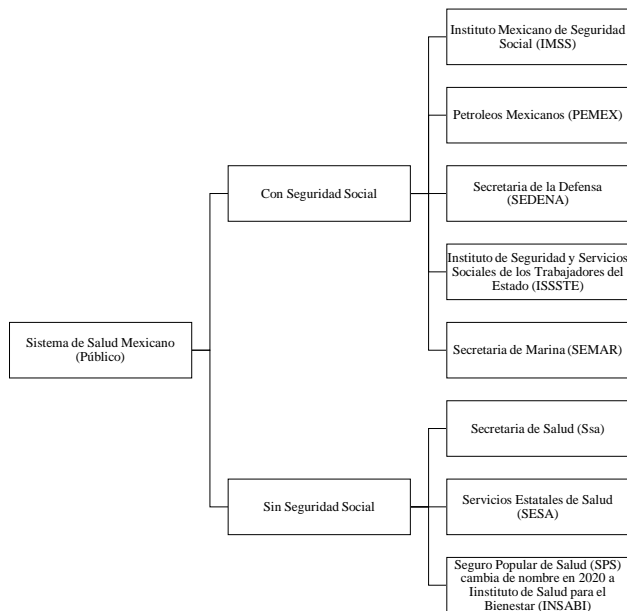 Instituto Mexicano de Seguridad
Social (IMSS)
Petroleos Mexicanos (PEMEX)
Con Seguridad Social
Secretaria de la Defensa
(SEDENA)
Instituto de Seguridad y Servicios
Sociales de los Trabajadores del
Estado (ISSSTE)
Sistema de Salud Mexicano
(Público)
Secretaria de Marina (SEMAR)
Secretaria de Salud (Ssa)
Sin Seguridad Social
Servicios Estatales de Salud
(SESA)
Seguro Popular de Salud (SPS)
cambia de nombre en 2020 a
Iinstituto de Salud para el
Bienestar (INSABI)